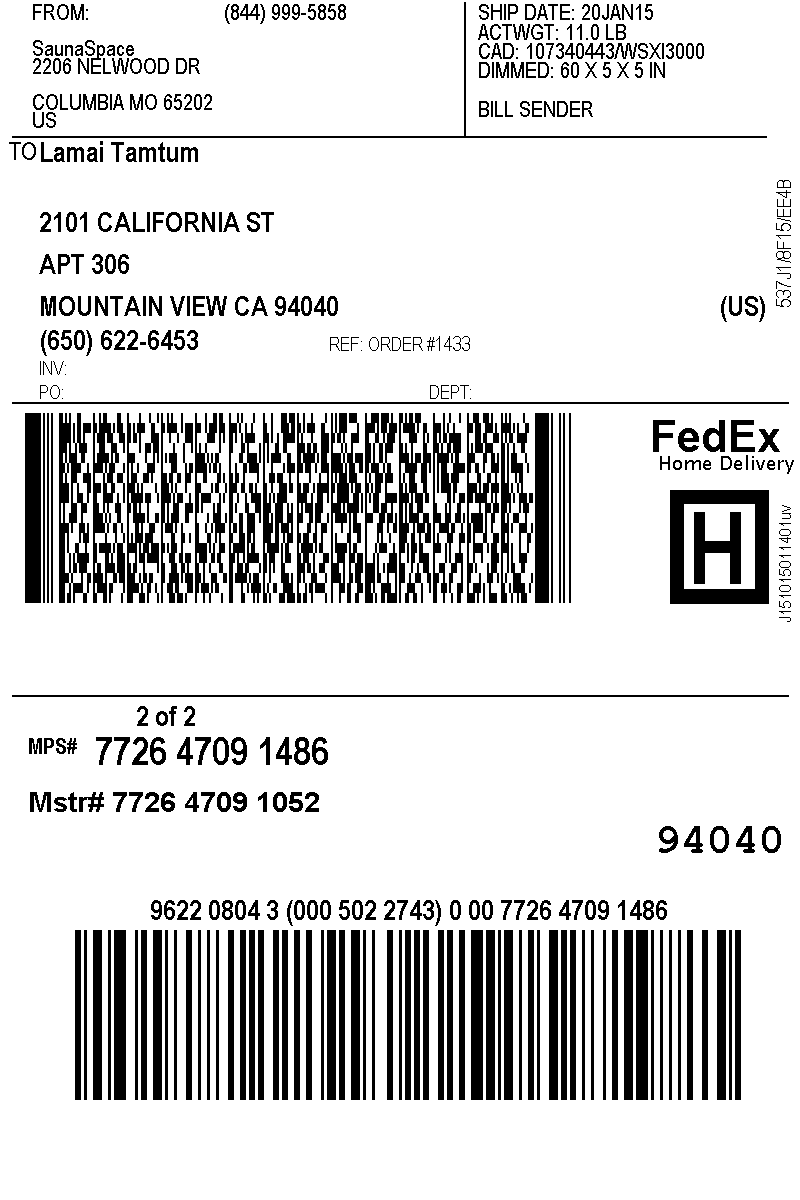 FROM: (844) 999-5858
SaunaSpace
2206 NELWOOD DR
COLUMBIA MO 65202
US
SHIP DATE: 20JAN15
ACTWGT: 11.0 LB
CAD: 107340443/WSXI3000
DIMMED: 60 X 5 X 5 IN
BILL SENDER
TO Lamai Tamtum
2101 CALIFORNIA ST
APT 306
MOUNTAIN VIEW CA 94040 (US)
(650) 622-6453 REF: ORDER #1433
INV:
PO: DEPT:
537J1/8F15/EE4B
FedEx
Home Delivery
H
J151015011401uv
2 of 2
MPS# 7726 4709 1486
Mstr# 7726 4709 1052
94040
9622 0804 3 (000 502 2743) 0 00 7726 4709 1486